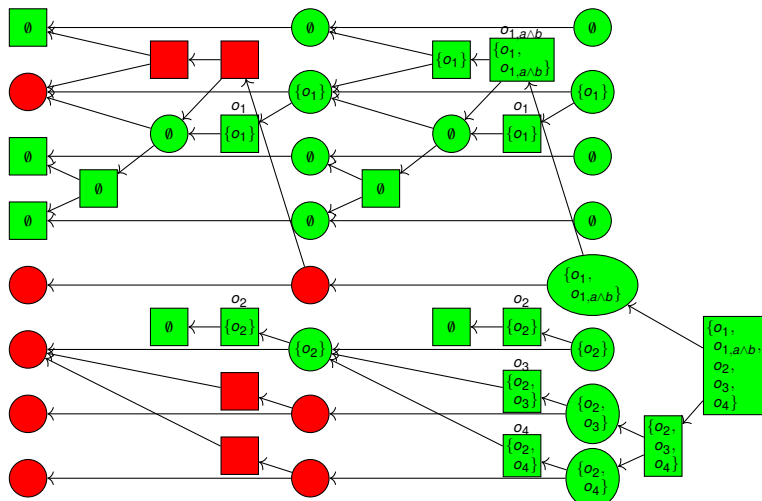 o₁,ₐ∧b
∅ ∅ ∅
{o₁} {o₁,
o₁,ₐ∧b}
{o₁} {o₁}
o₁ o₁
∅ {o₁} ∅ {o₁}
∅ ∅ ∅
∅ ∅
∅ ∅ ∅
{o₁,
o₁,ₐ∧b}
o₂ o₂
∅ {o₂} ∅ {o₂}
{o₂} {o₂}
{o₁,
o₁,ₐ∧b,
o₂,
o₃,
o₄}
o₃
{o₂,
o₃}
{o₂,
o₃}
o₄
{o₂,
o₄}
{o₂,
o₃,
o₄}
{o₂,
o₄}